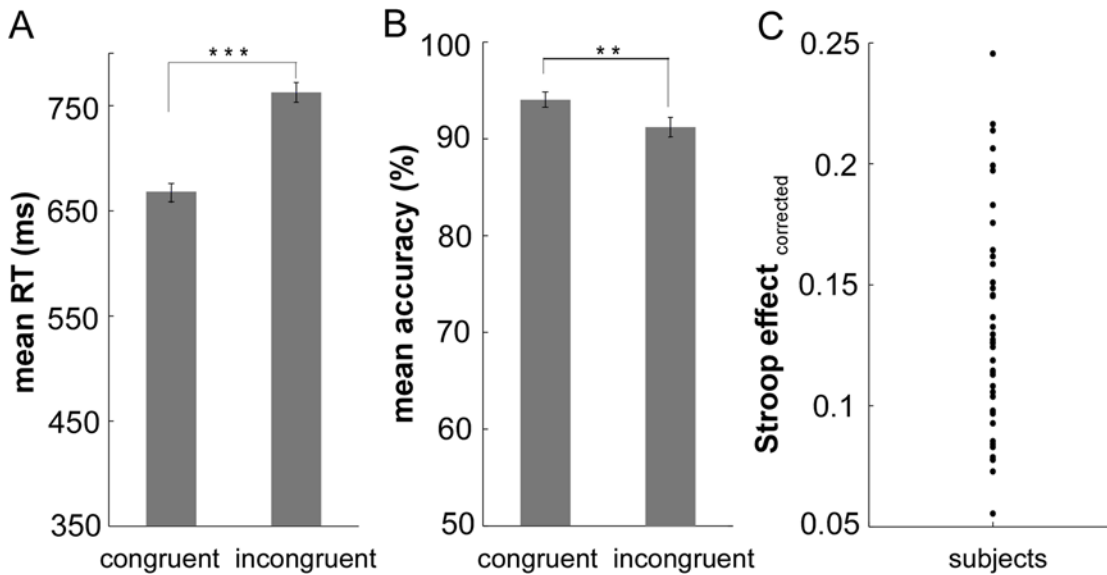 A
mean RT (ms)
750
650
550
450
350
***
congruent incongruent
B
mean accuracy (%)
100
90
80
70
60
50
**
congruent incongruent
C
Stroop effect corrected
0.25
0.2
0.15
0.1
0.05
subjects